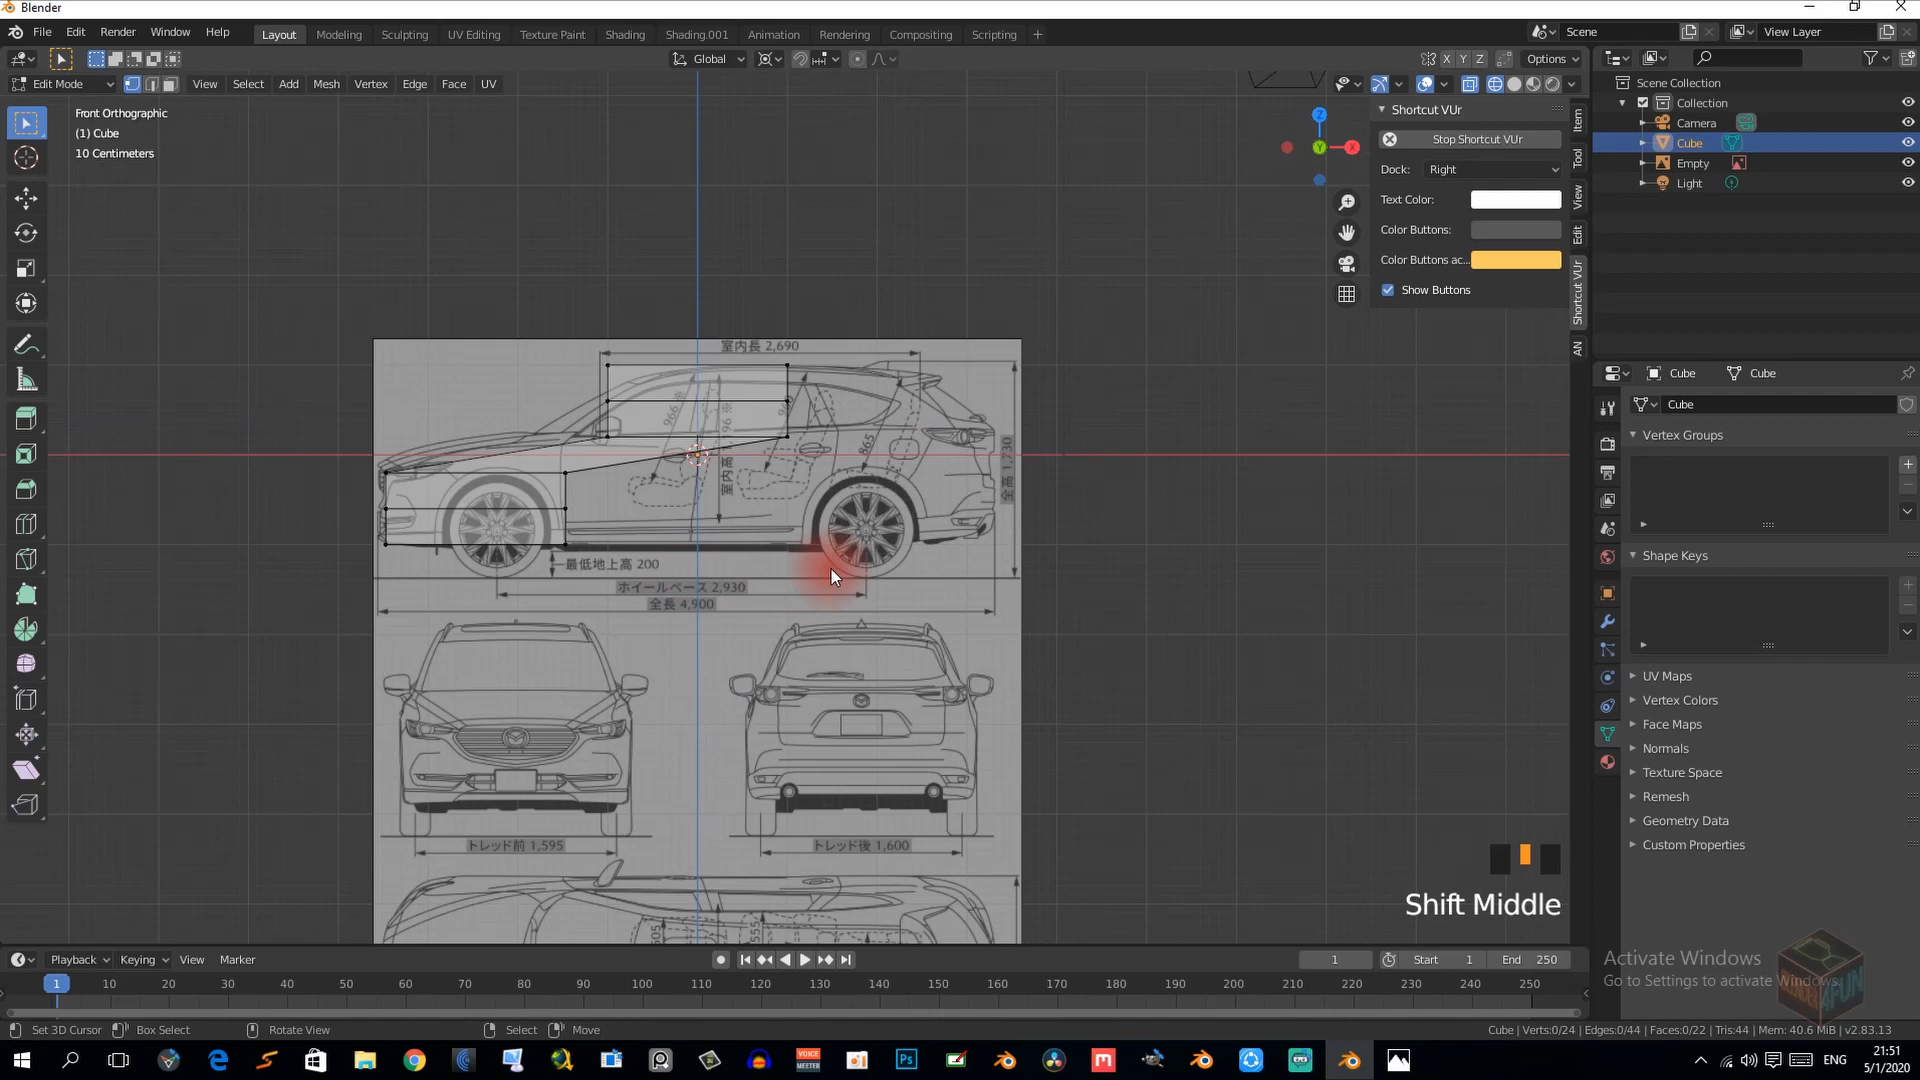 Blender
File Edit Render Window Help
Layout Modeling Sculpting UV Editing Texture Paint Shading Shading.001 Animation Rendering Compositing Scripting +
Scene
View Layer
Global
X Y Z Options
Edit Mode View Select Add Mesh Vertex Edge Face UV
Front Orthographic
(1) Cube
10 Centimeters
Z
Y
X
Shortcut VUr
Stop Shortcut VUr
Dock: Right
Text Color:
Color Buttons:
Color Buttons ac...
Show Buttons
Item
Tool
View
Edit
Shortcut VUr
AN
Scene Collection
Collection
Camera
Cube
Empty
Light
Cube Cube
Cube
Vertex Groups
Shape Keys
UV Maps
Vertex Colors
Face Maps
Normals
Texture Space
Remesh
Geometry Data
Custom Properties
室内長 2,690
966 ※
865
全高 1,730
最低地上高 200
ホイールベース 2,930
全長 4,900
トレッド前 1,595
トレッド後 1,600
Shift Middle
Activate Windows
Go to Settings to activate Windows.
Playback Keying View Marker
1 Start 1 End 250
1 10 20 30 40 50 60 70 80 90 100 110 120 130 140 150 160 170 180 190 200 210 220 230 240 250
Set 3D Cursor Box Select Rotate View Select Move
Cube | Verts:0/24 | Edges:0/44 | Faces:0/22 | Tris:44 | Mem: 40.6 MiB | v2.83.13
ENG
21:51
5/1/2020